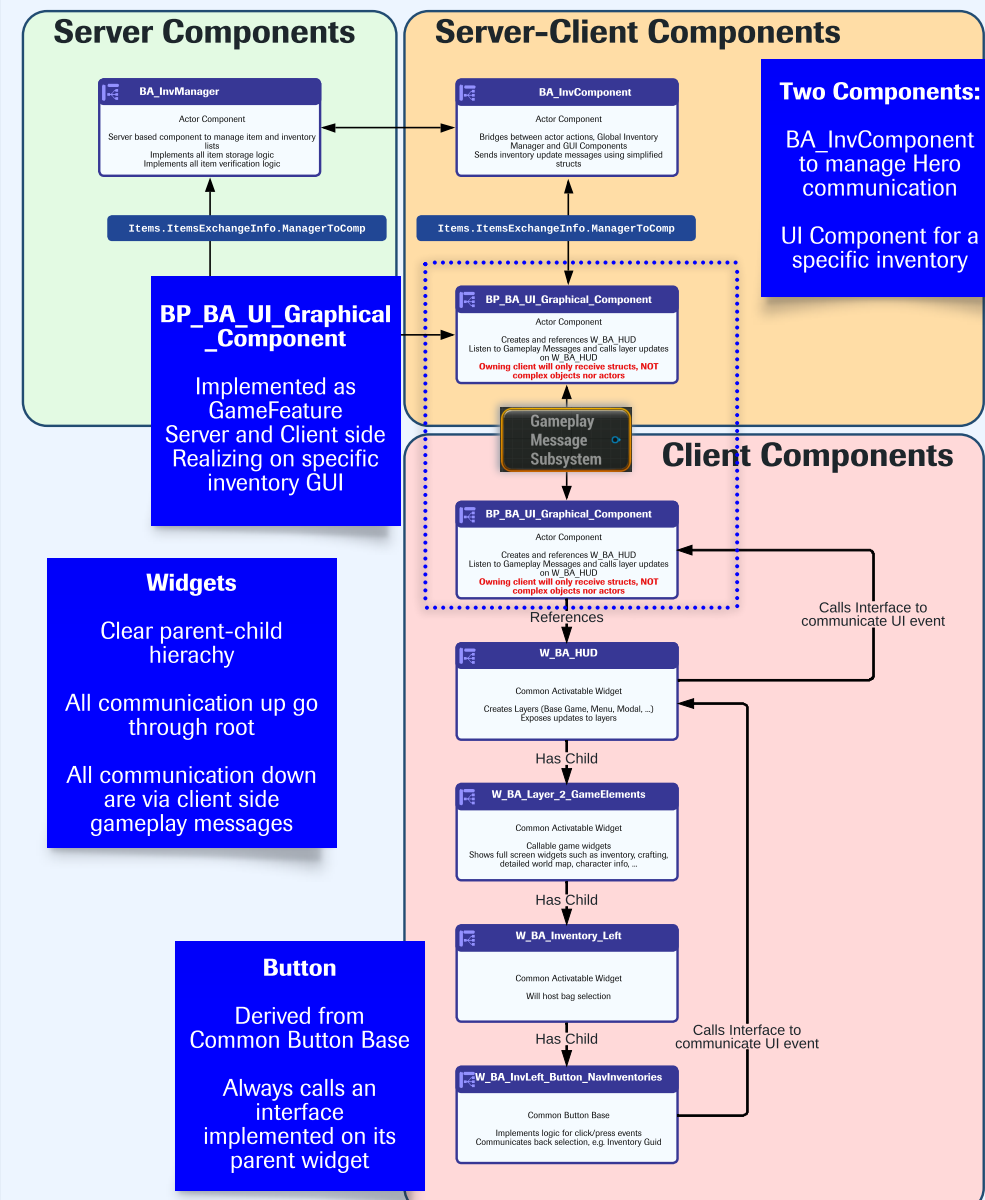 Server Components
Server-Client Components
BA_InvManager
Actor Component
Server based component to manage item and inventory
lists
Implements all item storage logic
Implements all item verification logic
BA_InvComponent
Actor Component
Bridges between actor actions, Global Inventory
Manager and GUI Components
Sends inventory update messages using simplified
structs
Two Components:
BA_InvComponent
to manage Hero
communication
UI Component for a
specific inventory
Items.ItemsExchangeInfo.ManagerToComp
Items.ItemsExchangeInfo.ManagerToComp
BP_BA_UI_Graphical
_Component
Implemented as
GameFeature
Server and Client side
Realizing on specific
inventory GUI
BP_BA_UI_Graphical_Component
Actor Component
Creates and references W_BA_HUD
Listen to Gameplay Messages and calls layer updates
on W_BA_HUD
Owning client will only receive structs, NOT
complex objects nor actors
Gameplay
Message
Subsystem
Client Components
BP_BA_UI_Graphical_Component
Actor Component
Creates and references W_BA_HUD
Listen to Gameplay Messages and calls layer updates
on W_BA_HUD
Owning client will only receive structs, NOT
complex objects nor actors
References
Calls Interface to
communicate UI event
Widgets
Clear parent-child
hierachy
All communication up go
through root
All communication down
are via client side
gameplay messages
W_BA_HUD
Common Activatable Widget
Creates Layers (Base Game, Menu, Modal, ...)
Exposes updates to layers
Has Child
W_BA_Layer_2_GameElements
Common Activatable Widget
Callable game widgets
Shows full screen widgets such as inventory, crafting,
detailed world map, character info, ...
Has Child
W_BA_Inventory_Left
Common Activatable Widget
Will host bag selection
Has Child
Calls Interface to
communicate UI event
W_BA_InvLeft_Button_NavInventories
Common Button Base
Implements logic for click/press events
Communicates back selection, e.g. Inventory Guid
Button
Derived from
Common Button Base
Always calls an
interface
implemented on its
parent widget